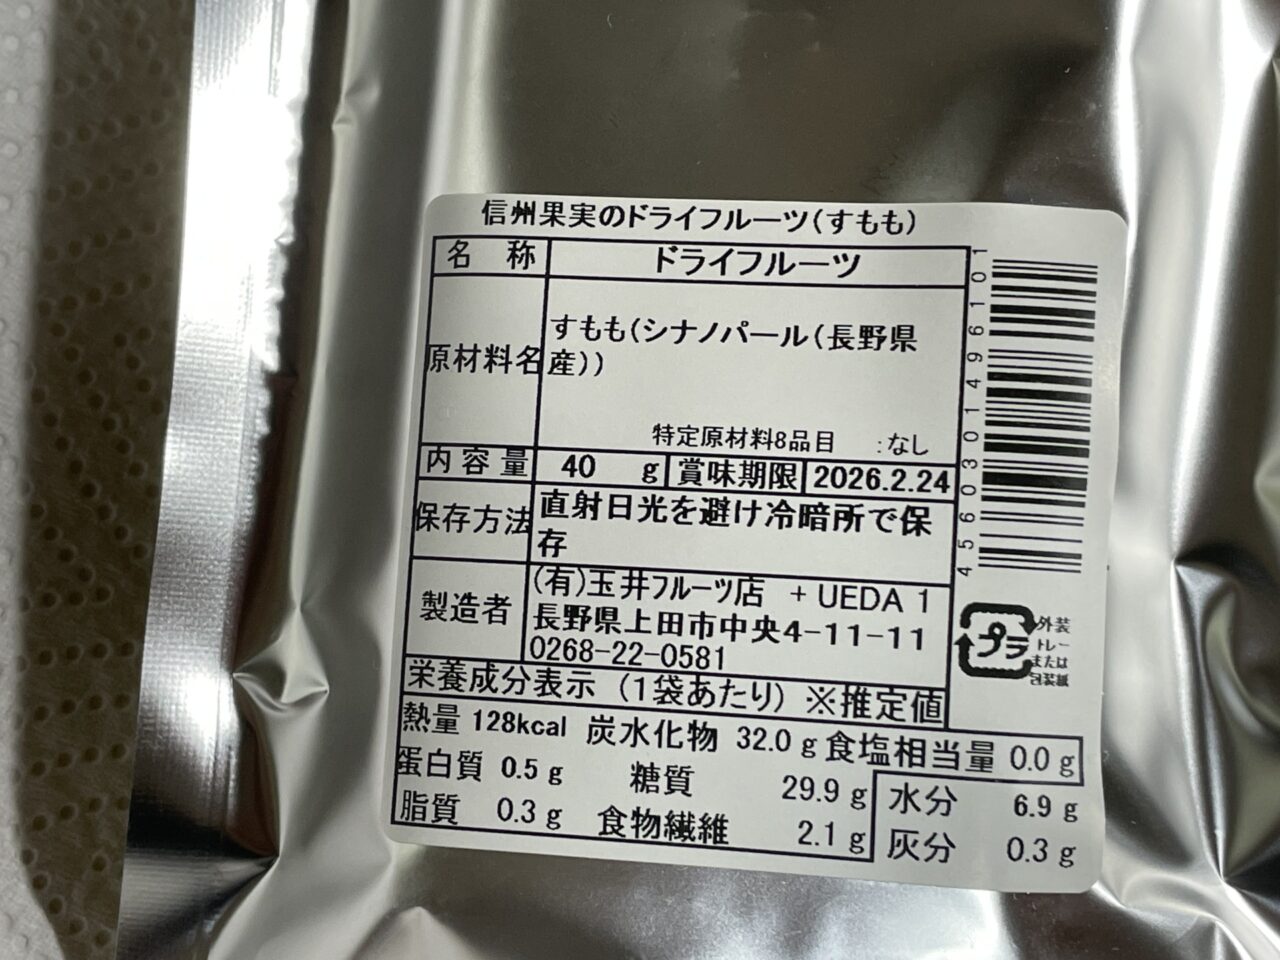 信州果実のドライフルーツ(すもも)
名 称 ドライフルーツ
原材料名 すもも(シナノパール(長野県
産))
特定原材料8品目 :なし
内容量 40 g 賞味期限 2026.2.24
保存方法 直射日光を避け冷暗所で保
存
製造者 (有)玉井フルーツ店 +UEDA 1
長野県上田市中央4-11-11
0268-22-0581
栄養成分表示 (1袋あたり) ※推定値
熱量 128kcal 炭水化物 32.0 g 食塩相当量 0.0 g
蛋白質 0.5 g 糖質 29.9 g 水分 6.9 g
脂質 0.3 g 食物繊維 2.1 g 灰分 0.3 g
4560301496101
プラ
外装
トレー
または
包装紙